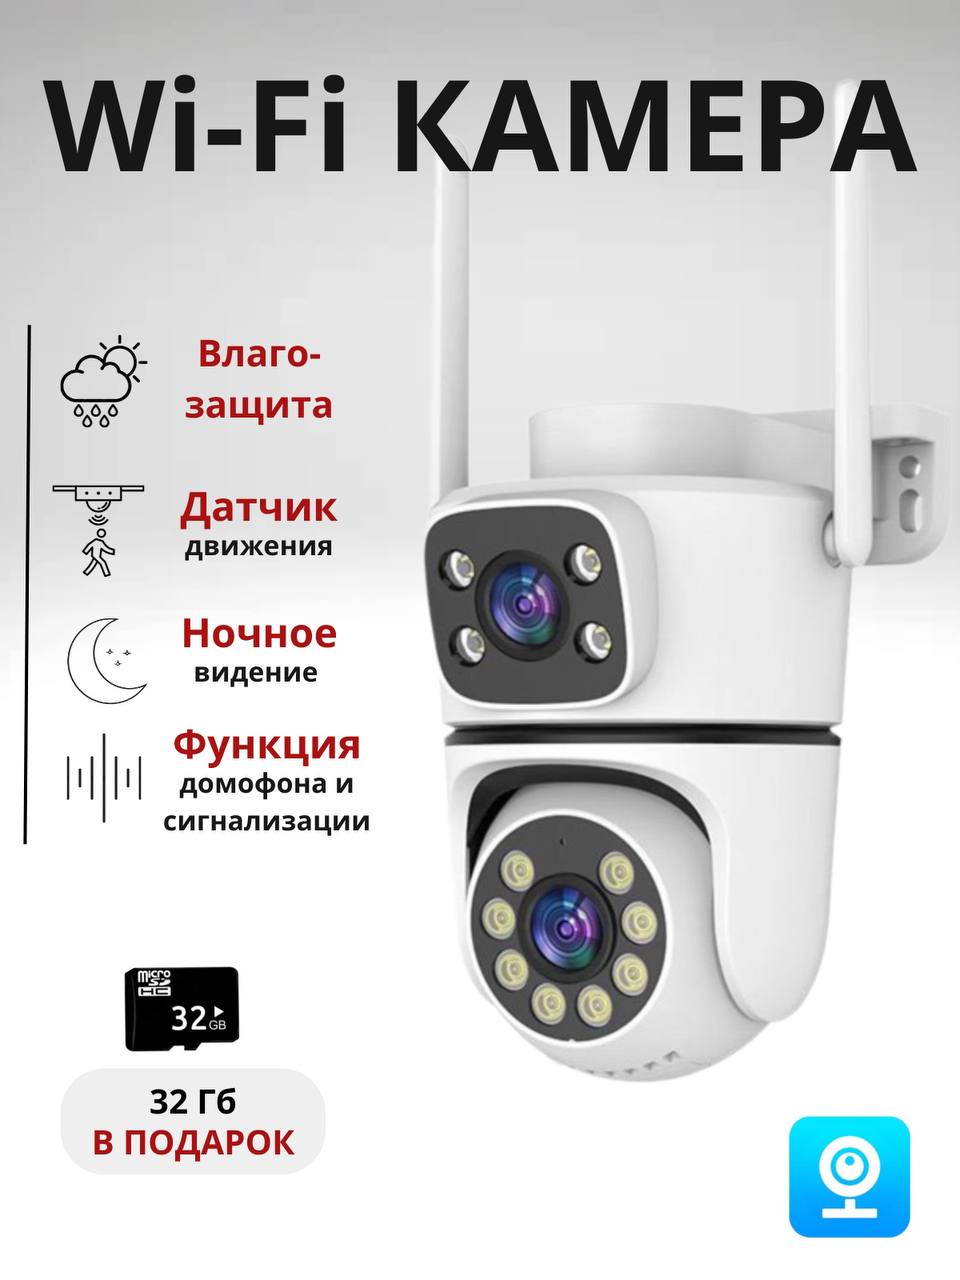 Wi-Fi КАМЕРА
Влаго-
защита
Датчик
движения
Ночное
видение
Функция
домофона и
сигнализации
micro
SD
HC
32 GB
32 Гб
В ПОДАРОК